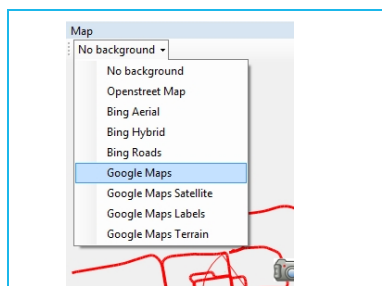 Map
No background
No background
Openstreet Map
Bing Aerial
Bing Hybrid
Bing Roads
Google Maps
Google Maps Satellite
Google Maps Labels
Google Maps Terrain